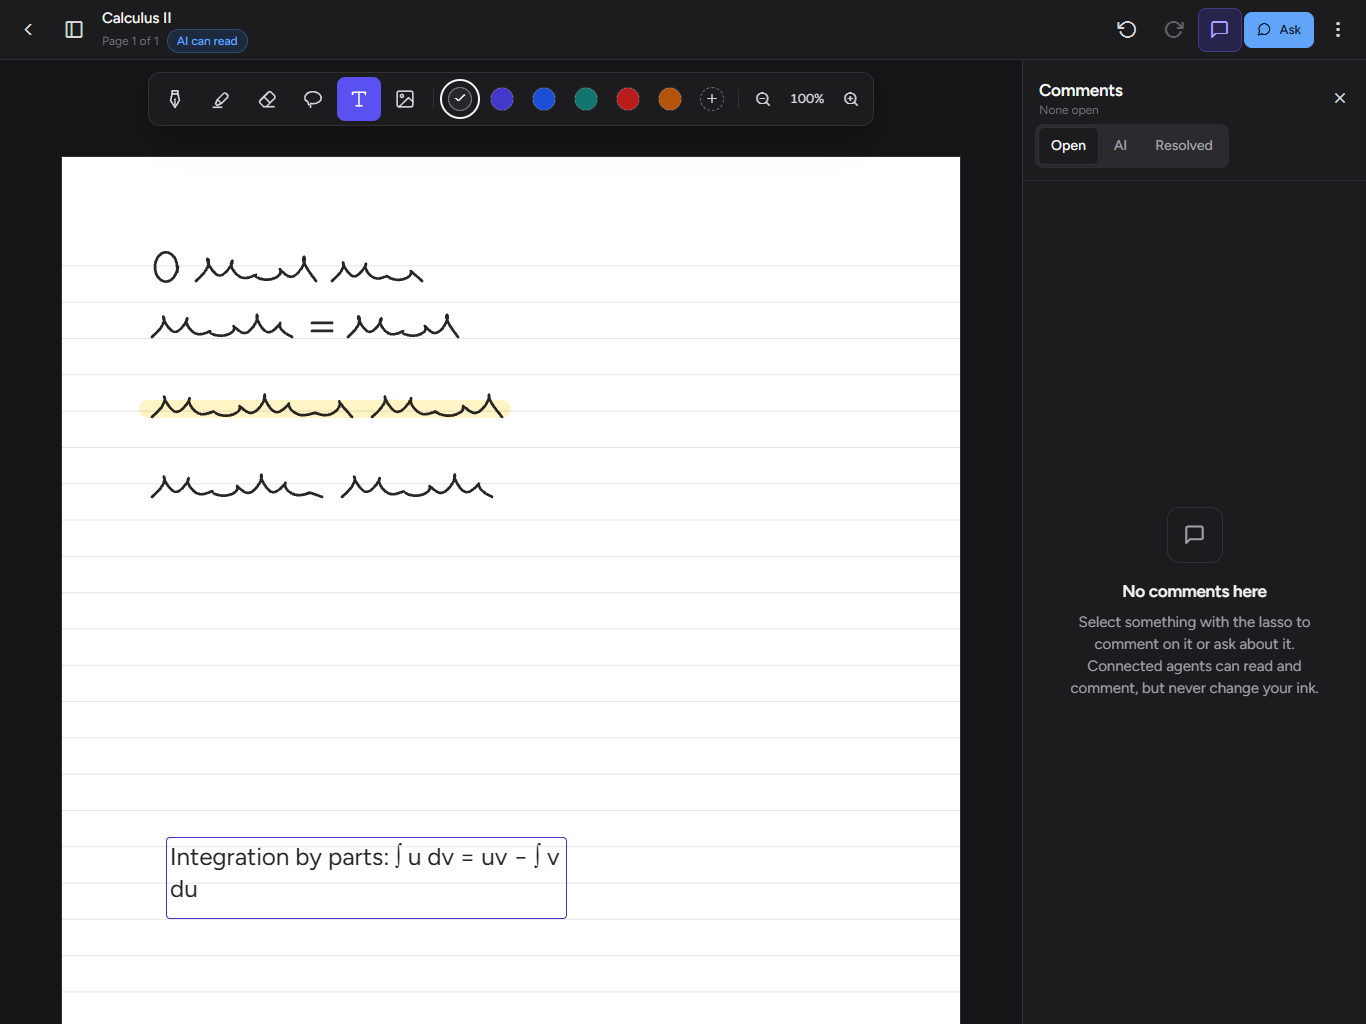 Calculus II
Page 1 of 1 AI can read
Ask
100%
Comments
None open
Open AI Resolved
No comments here
Select something with the lasso to
comment on it or ask about it.
Connected agents can read and
comment, but never change your ink.
=
Integration by parts: ∫ u dv = uv − ∫ v
du